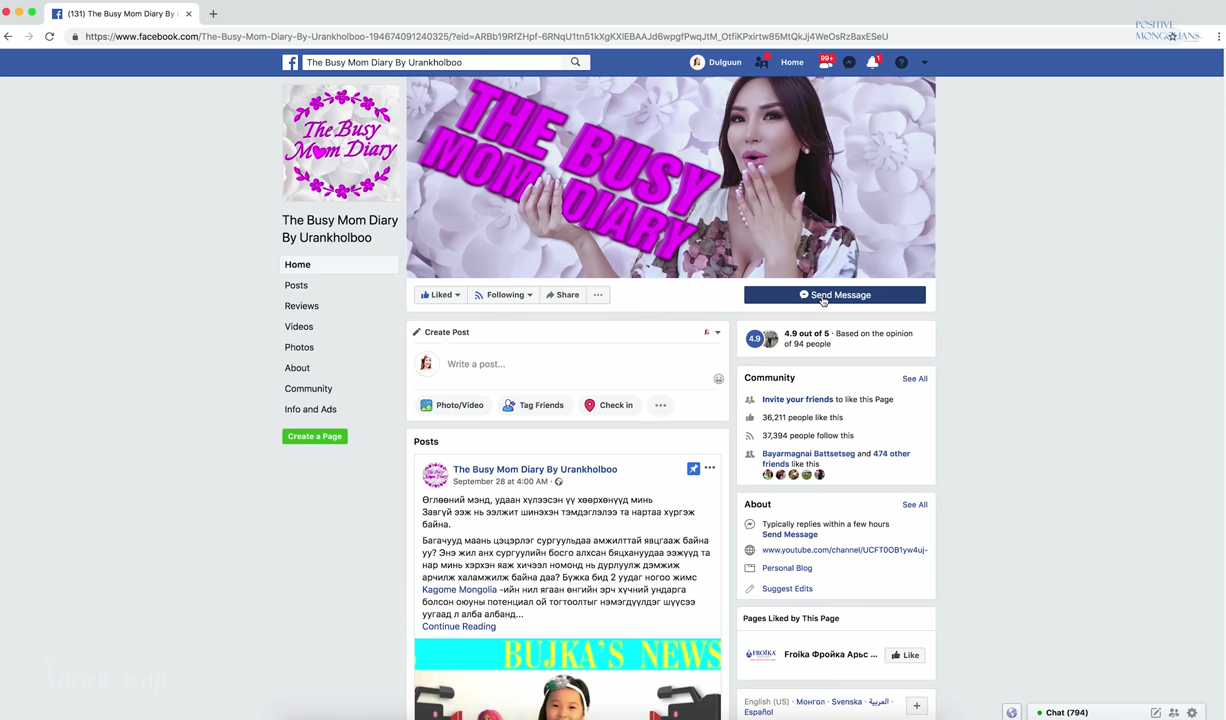 (131) The Busy Mom Diary By U
https://www.facebook.com/The-Busy-Mom-Diary-By-Urankholboo-194674091240325/?eid=ARBb19RfZHpf-6RNqU1tn51kXgKXlEBAAJd6wpgfPwqJtM_OtfiKPxirtw85MtQkJj4WeOsRz8axESeU
POSITIVE
MONGOLIANS
The Busy Mom Diary By Urankholboo
Dulguun
Home
99+
1
The Busy
Mom Diary
THE BUSY
MOM DIARY
The Busy Mom Diary
By Urankholboo
Home
Posts
Reviews
Videos
Photos
About
Community
Info and Ads
Create a Page
Liked
Following
Share
Send Message
Create Post
Write a post...
Photo/Video
Tag Friends
Check in
Posts
The Busy Mom Diary By Urankholboo
September 28 at 4:00 AM
Өглөөний мэнд, удаан хүлээсэн үү хөөрхөнүүд минь
Завгүй ээж нь ээлжит шинэхэн тэмдэглэлээ та нартаа хүргэж
байна.
Багачууд маань цэцэрлэг сургуульдаа амжилттай явцгааж байна
уу? Энэ жил анх сургуулийн босго алхсан бяцхануудаа ээжүүд та
нар минь хэрхэн яаж хичээл номонд нь дурлуулж дэмжиж
арчилж халамжилж байна даа? Бүжка бид 2 уудаг ногоо жимс
Kagome Mongolia -ийн нил ягаан өнгийн эрч хүчний ундарга
болсон оюуны потенциал ой тогтоолтыг нэмэгдүүлдэг шүүсээ
уугаад л алба албанд...
Continue Reading
BUJKA'S NEWS
4.9
4.9 out of 5 · Based on the opinion
of 94 people
Community
See All
Invite your friends to like this Page
36,211 people like this
37,394 people follow this
Bayarmagnai Battsetseg and 474 other
friends like this
About
See All
Typically replies within a few hours
Send Message
www.youtube.com/channel/UCFT0OB1yw4uj-
Personal Blog
Suggest Edits
Pages Liked by This Page
FROIKA
Froika Фройка Арьс ...
Like
English (US) · Монгол · Svenska · العربية ·
Español
Chat (794)